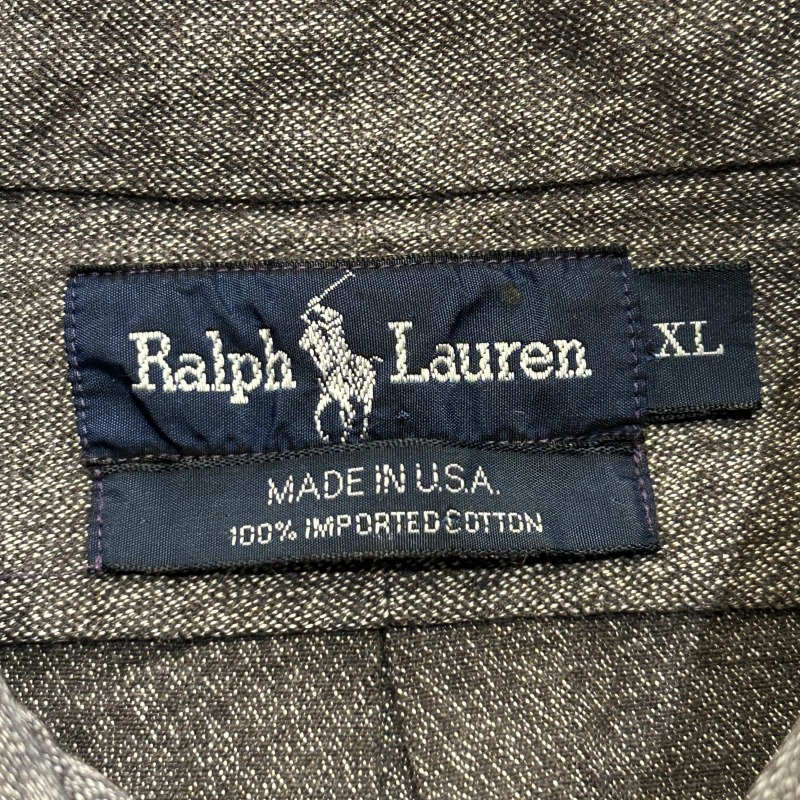 Ralph Lauren
XL
MADE IN U.S.A.
100% IMPORTED COTTON